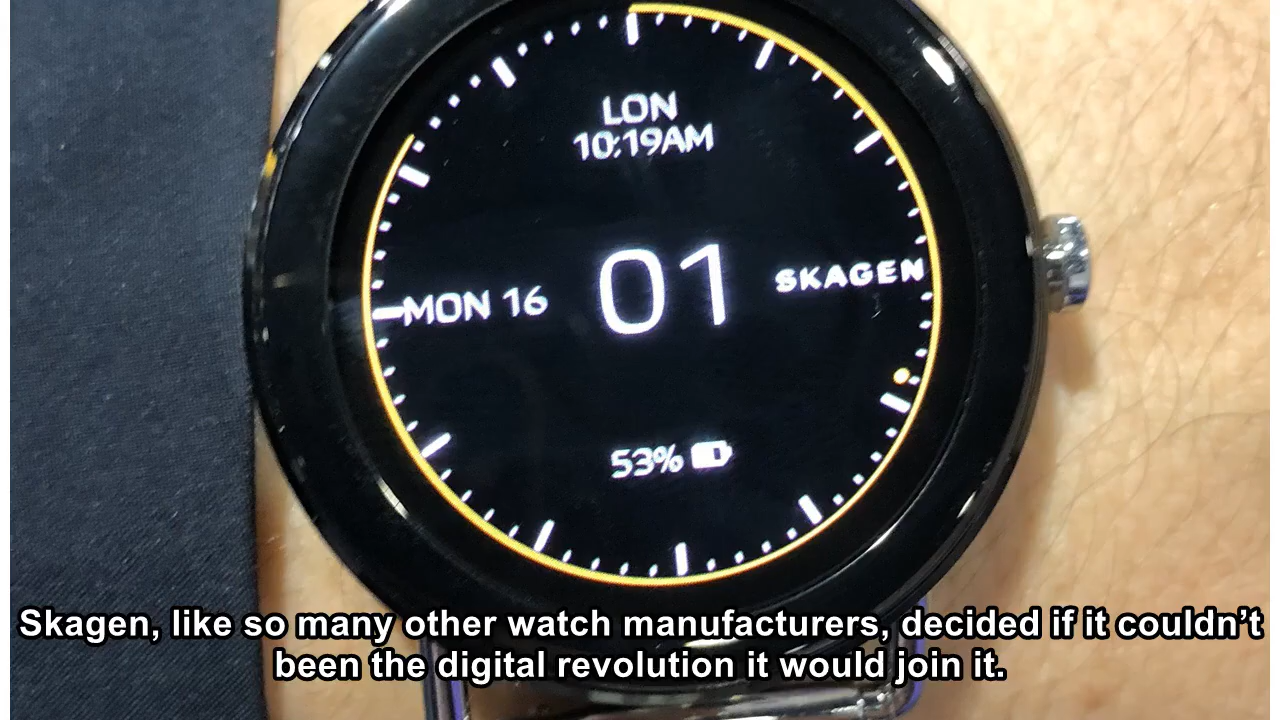 LON
10:19AM
MON 16
01
SKAGEN
53%
Skagen, like so many other watch manufacturers, decided if it couldn’t
been the digital revolution it would join it.